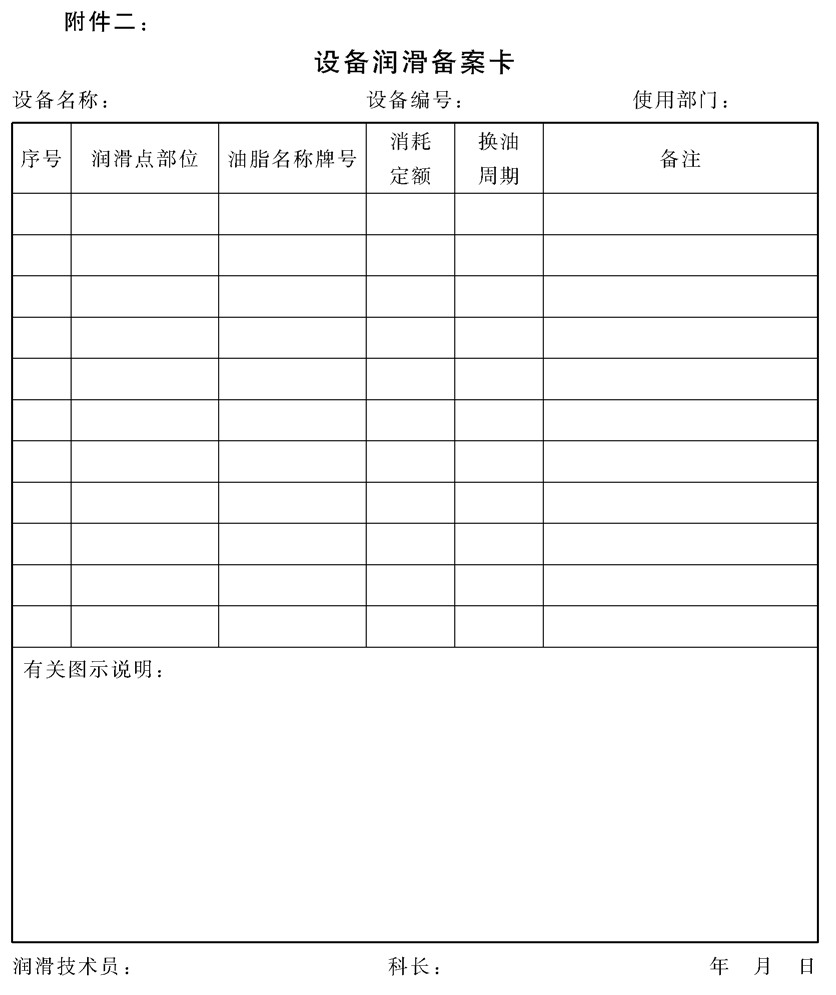 附件二：
设备润滑备案卡
设备名称： 设备编号： 使用部门：
序号 润滑点部位 油脂名称牌号 消耗定额 换油周期 备注
有关图示说明：
润滑技术员： 科长： 年 月 日